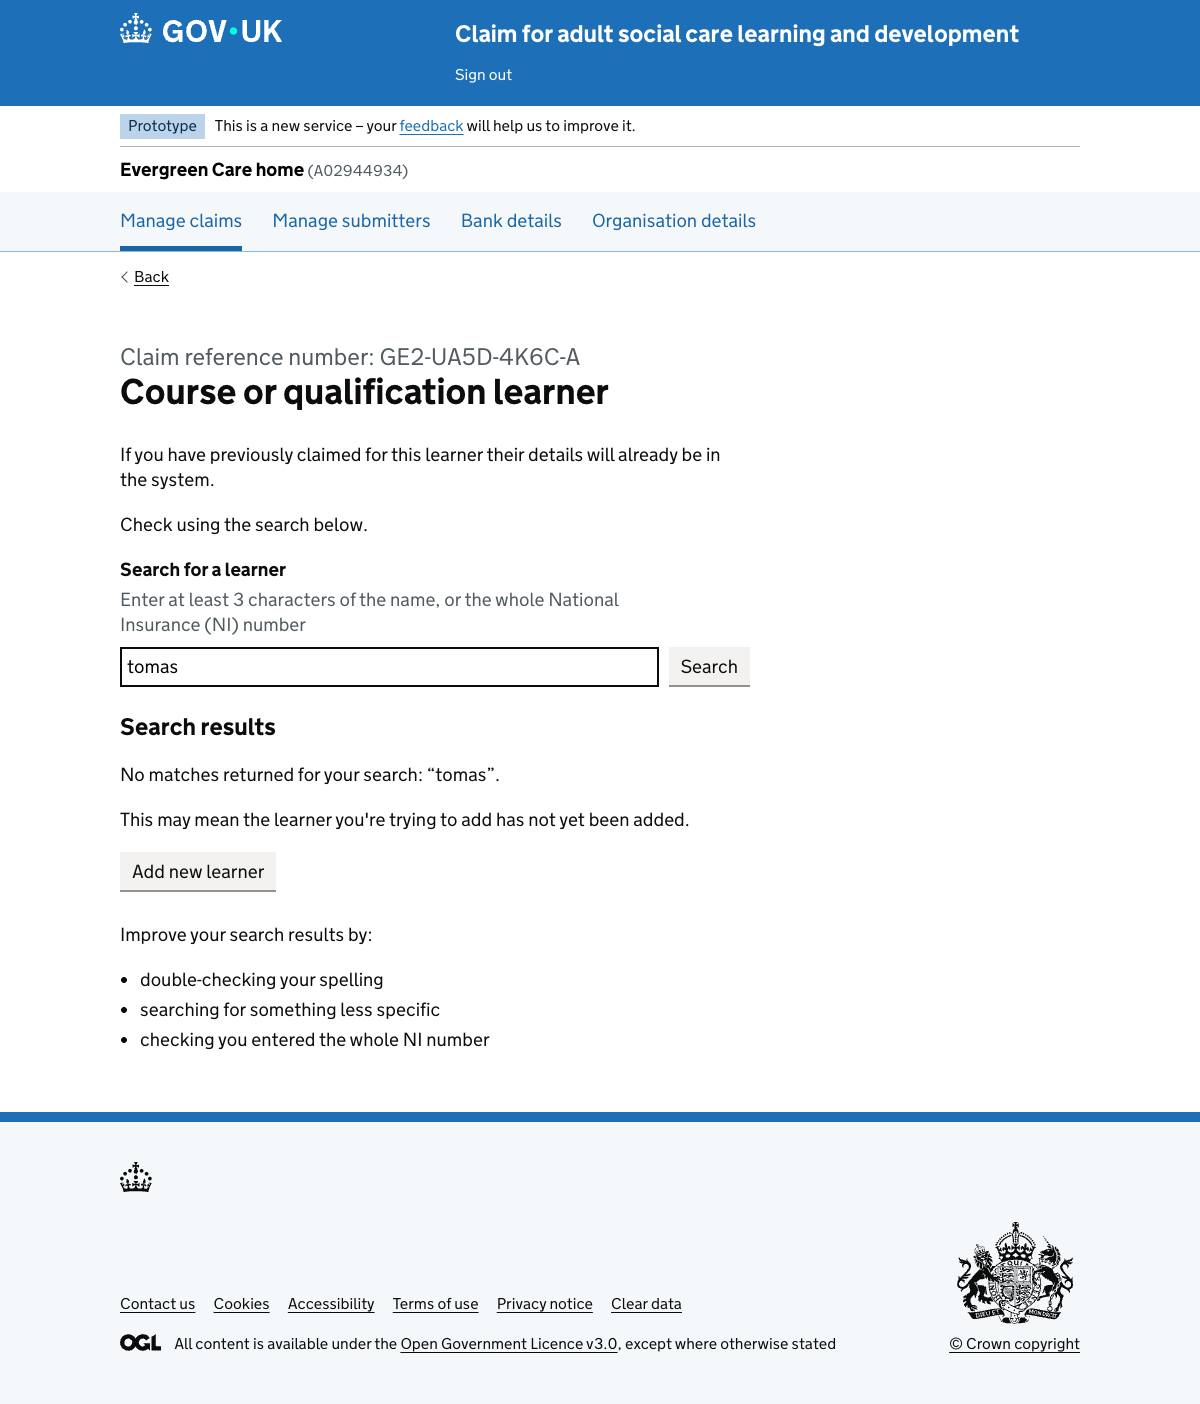 GOV·UK
Claim for adult social care learning and development
Sign out
Prototype This is a new service – your feedback will help us to improve it.
Evergreen Care home (A02944934)
Manage claims Manage submitters Bank details Organisation details
Back
Claim reference number: GE2-UA5D-4K6C-A
Course or qualification learner
If you have previously claimed for this learner their details will already be in
the system.
Check using the search below.
Search for a learner
Enter at least 3 characters of the name, or the whole National
Insurance (NI) number
tomas Search
Search results
No matches returned for your search: “tomas”.
This may mean the learner you're trying to add has not yet been added.
Add new learner
Improve your search results by:
• double-checking your spelling
• searching for something less specific
• checking you entered the whole NI number
Contact us Cookies Accessibility Terms of use Privacy notice Clear data
OGL All content is available under the Open Government Licence v3.0, except where otherwise stated
© Crown copyright